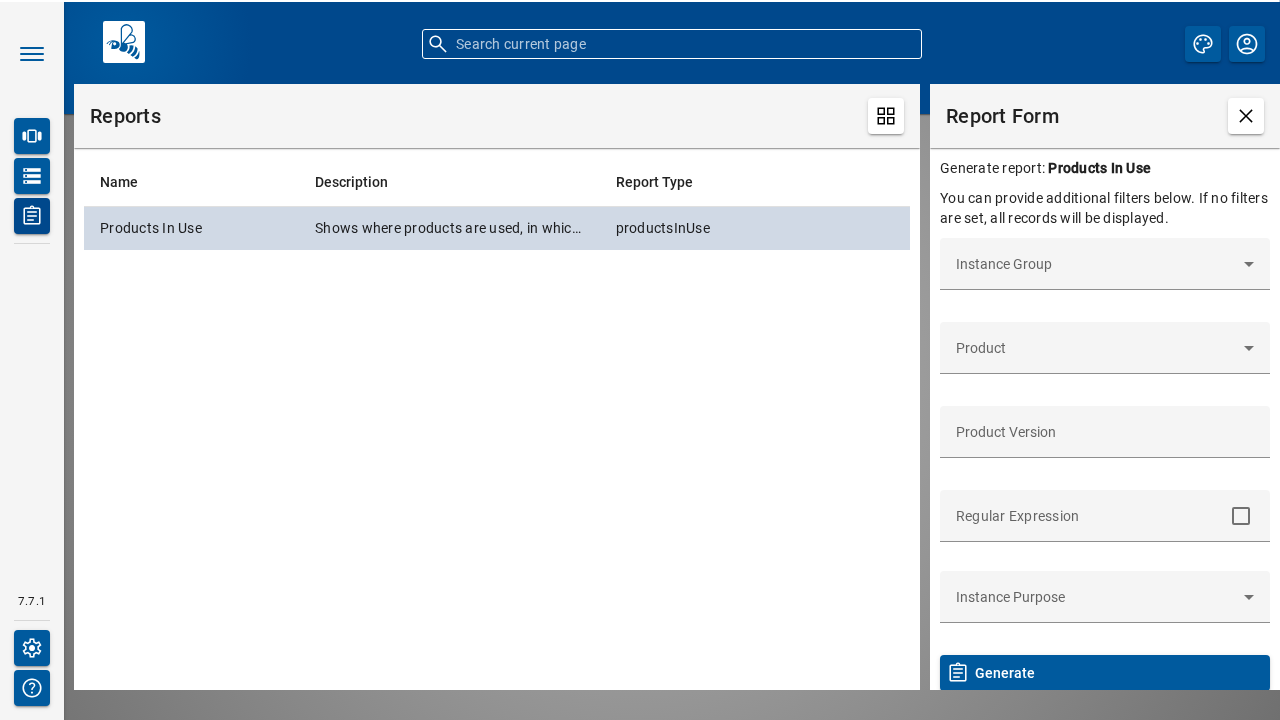 Search current page
Reports
Report Form
Name Description Report Type
Products In Use Shows where products are used, in whic... productsInUse
Generate report: Products In Use
You can provide additional filters below. If no filters
are set, all records will be displayed.
Instance Group
Product
Product Version
Regular Expression
Instance Purpose
Generate
7.7.1